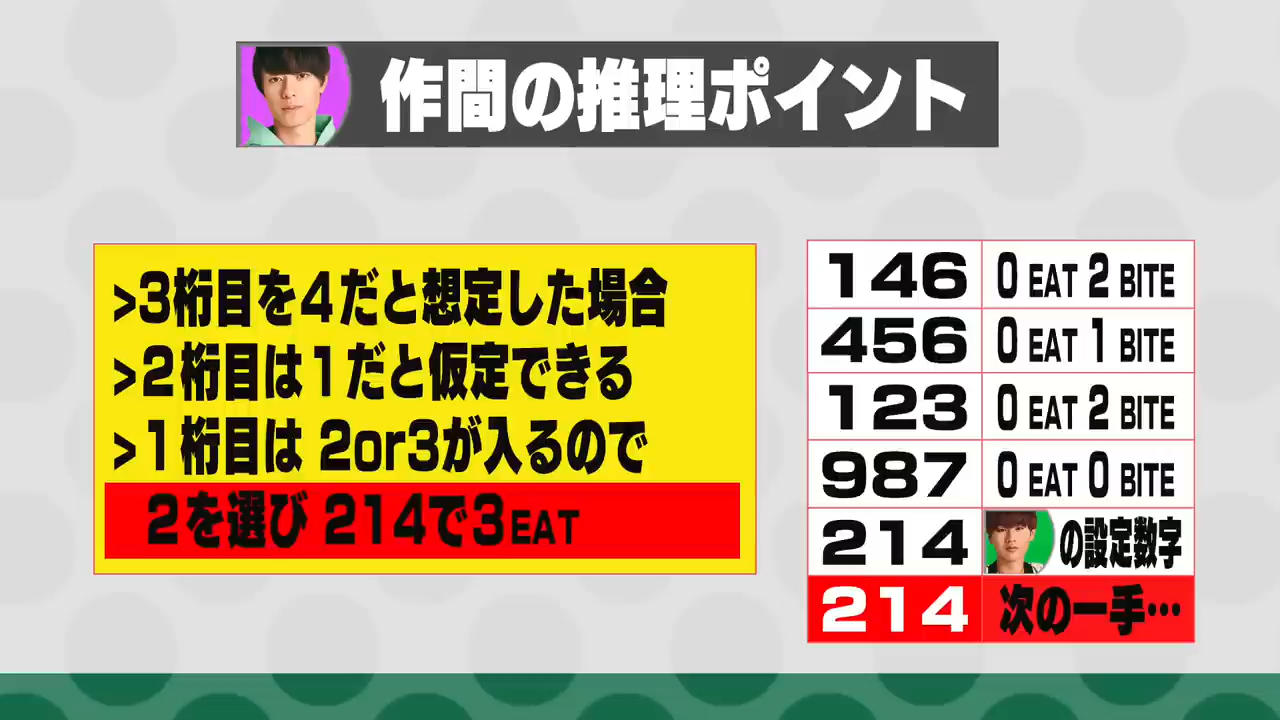 作間の推理ポイント
>3桁目を4だと想定した場合
>2桁目は1だと仮定できる
>1桁目は 2or3が入るので
2を選び 214で3EAT
146 0 EAT 2 BITE
456 0 EAT 1 BITE
123 0 EAT 2 BITE
987 0 EAT 0 BITE
214 の設定数字
214 次の一手…